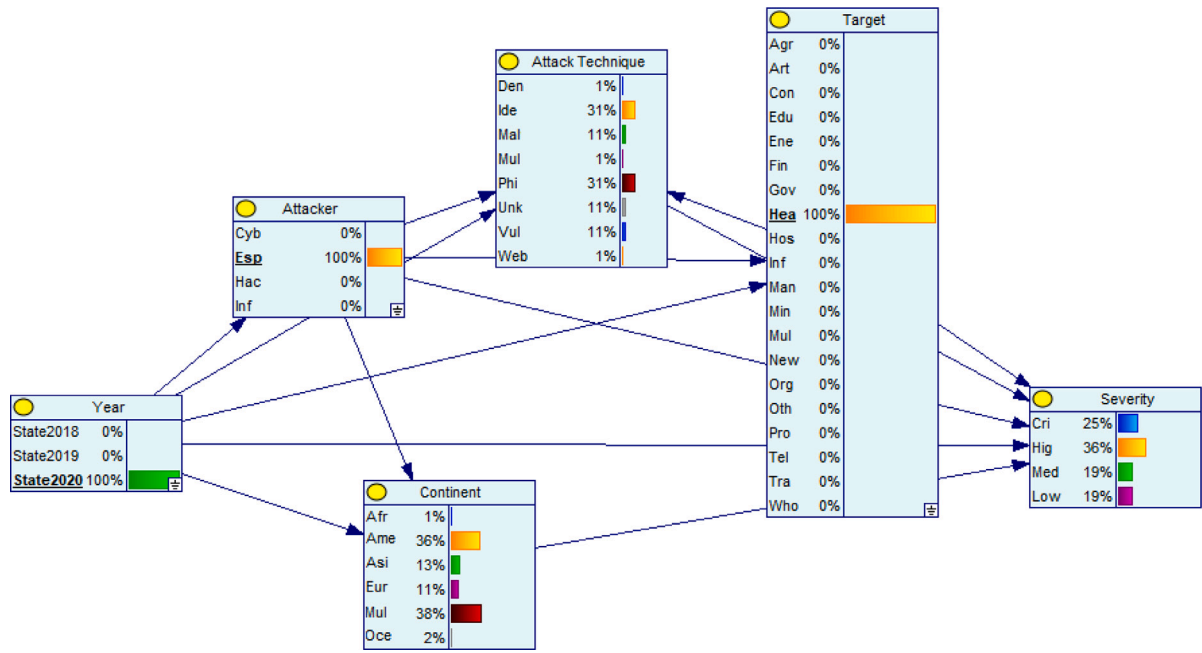 Target
Agr 0%
Art 0%
Con 0%
Edu 0%
Ene 0%
Fin 0%
Gov 0%
Hea 100%
Hos 0%
Inf 0%
Man 0%
Min 0%
Mul 0%
New 0%
Org 0%
Oth 0%
Pro 0%
Tel 0%
Tra 0%
Who 0%
Attack Technique
Den 1%
Ide 31%
Mal 11%
Mul 1%
Phi 31%
Unk 11%
Vul 11%
Web 1%
Attacker
Cyb 0%
Esp 100%
Hac 0%
Inf 0%
Year
State2018 0%
State2019 0%
State2020 100%
Continent
Afr 1%
Ame 36%
Asi 13%
Eur 11%
Mul 38%
Oce 2%
Severity
Cri 25%
Hig 36%
Med 19%
Low 19%